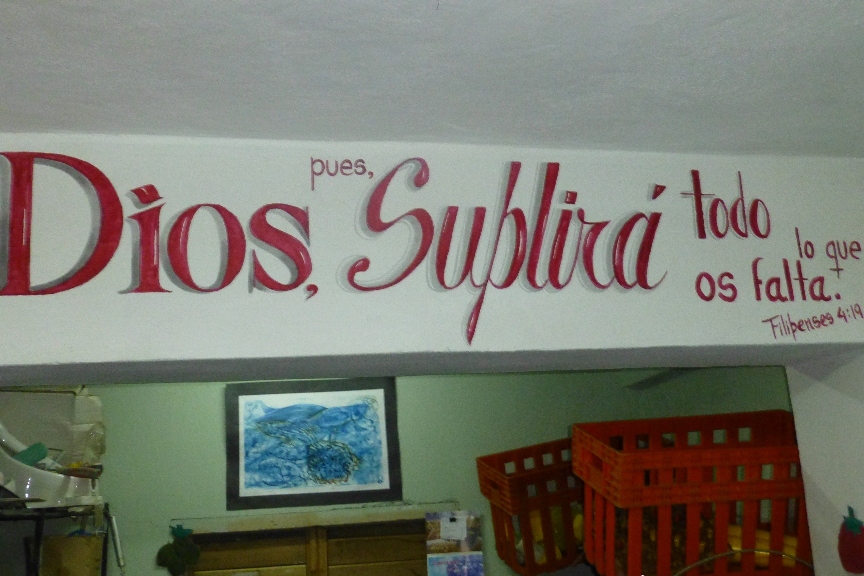 Dios, pues, Suplirá todo
lo que
os falta.
Filipenses 4:19